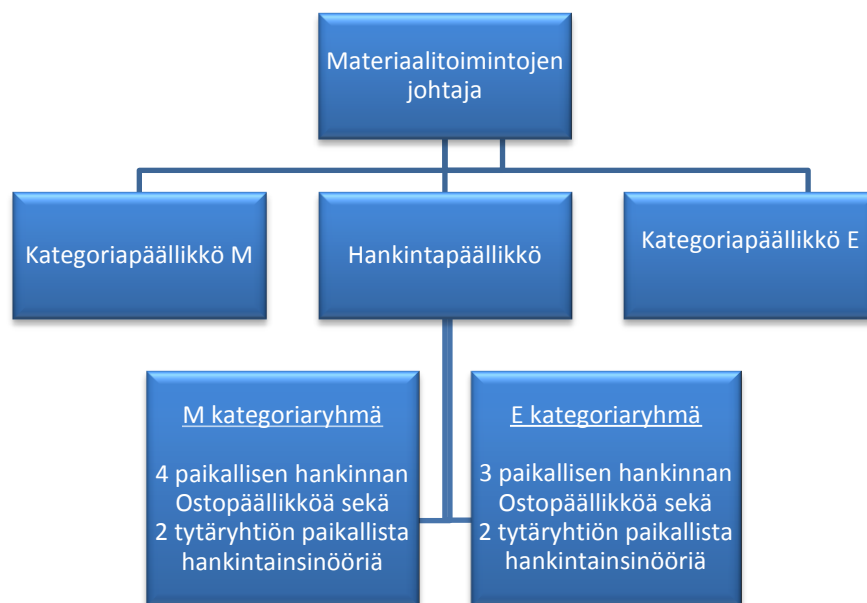 Materiaalitoimintojen
johtaja
Kategoriapäällikkö M
Hankintapäällikkö
Kategoriapäällikkö E
M kategoriaryhmä
4 paikallisen hankinnan
Ostopäällikköä sekä
2 tytäryhtiön paikallista
hankintainsinööriä
E kategoriaryhmä
3 paikallisen hankinnan
Ostopäällikköä sekä
2 tytäryhtiön paikallista
hankintainsinööriä